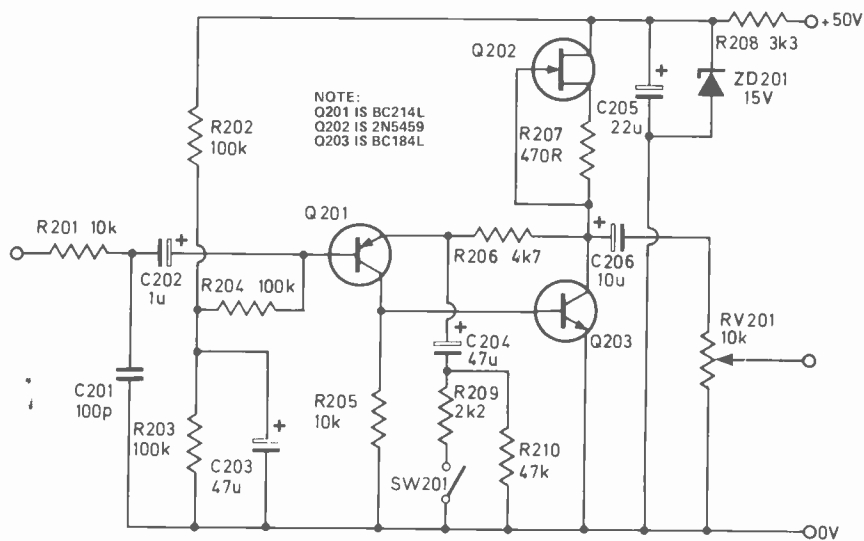 +50V
R208 3k3
Q202
ZD201
15V
C205
22u
+
NOTE:
Q201 IS BC214L
Q202 IS 2N5459
Q203 IS BC184L
R202
100k
R207
470R
Q201
R201 10k
+
C202
1u
R204 100k
R206 4k7
+
C206
10u
RV201
10k
Q203
+
C204
47u
C201
100p
R203
100k
+
C203
47u
R205
10k
R209
2k2
R210
47k
SW201
0V